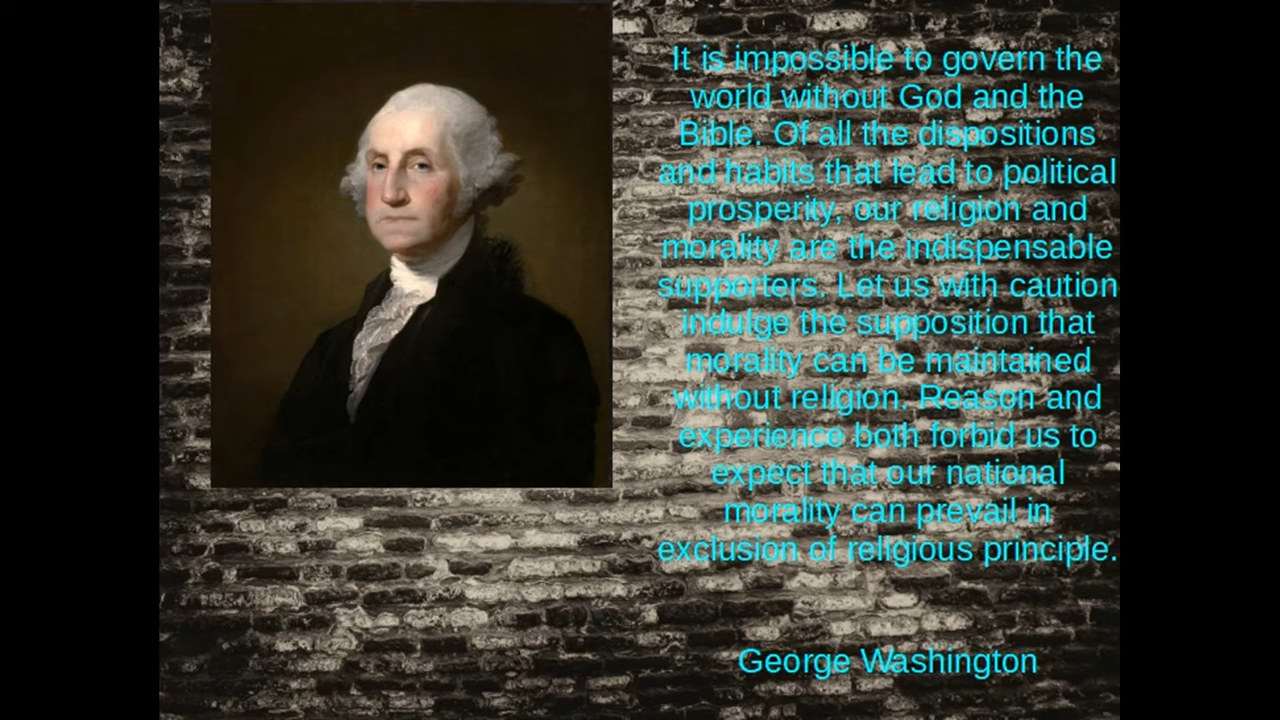 It is impossible to govern the
world without God and the
Bible. Of all the dispositions
and habits that lead to political
prosperity, our religion and
morality are the indispensable
supporters. Let us with caution
indulge the supposition that
morality can be maintained
without religion. Reason and
experience both forbid us to
expect that our national
morality can prevail in
exclusion of religious principle.
George Washington